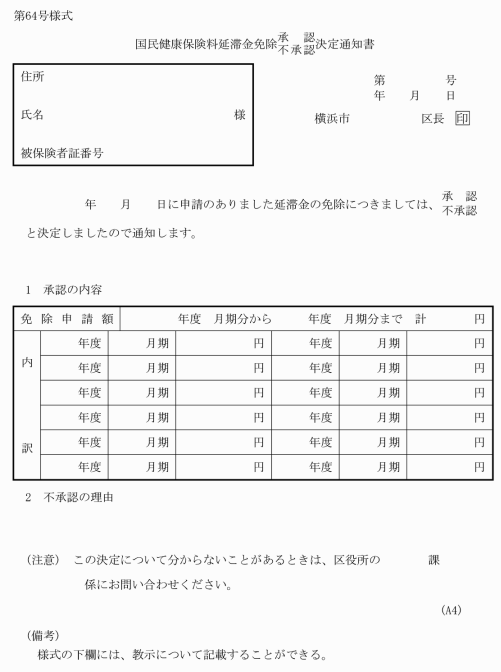 第64号様式
国民健康保険料延滞金免除承認不承認決定通知書
住所
第 号
年 月 日
氏名 様
横浜市 区長 印
被保険者証番号
年 月 日に申請のありました延滞金の免除につきましては、承認不承認
と決定しましたので通知します。
1 承認の内容
免除申請額 年度 月期分から 年度 月期分まで 計 円
内訳
年度 月期 円 年度 月期 円
年度 月期 円 年度 月期 円
年度 月期 円 年度 月期 円
年度 月期 円 年度 月期 円
年度 月期 円 年度 月期 円
年度 月期 円 年度 月期 円
2 不承認の理由
(注意) この決定について分からないことがあるときは、区役所の 課
係にお問い合わせください。
(A4)
(備考)
様式の下欄には、教示について記載することができる。